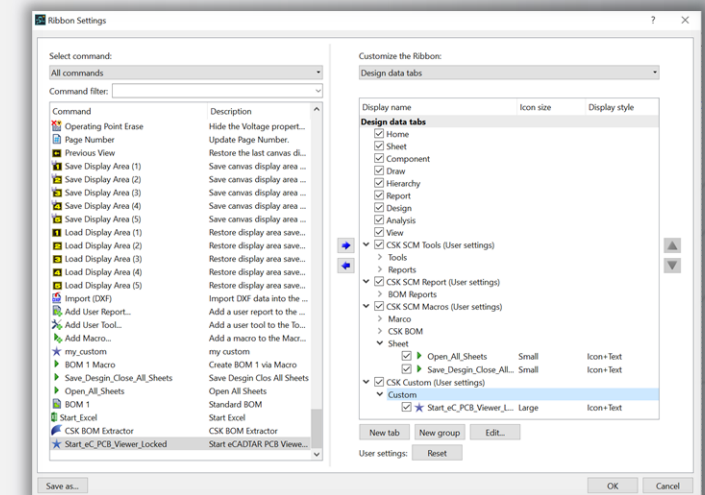 Ribbon Settings
Select command:
All commands
Command filter:
Command Description
Operating Point Erase Hide the Voltage propert...
Page Number Update Page Number.
Previous View Restore the last canvas di...
Save Display Area (1) Save canvas display area ...
Save Display Area (2) Save canvas display area ...
Save Display Area (3) Save canvas display area ...
Save Display Area (4) Save canvas display area ...
Save Display Area (5) Save canvas display area ...
Load Display Area (1) Restore display area save...
Load Display Area (2) Restore display area save...
Load Display Area (3) Restore display area save...
Load Display Area (4) Restore display area save...
Load Display Area (5) Restore display area save...
Import (DXF) Import DXF data into the ...
Add User Report... Add a user report to the ...
Add User Tool... Add a user tool to the To...
Add Macro... Add a macro to the Macr...
my_custom my custom
BOM 1 Macro Create BOM 1 via Macro
Save_Desgin_Close_All_Sheets Save Desgin Clos All Sheets
Open_All_Sheets Open All Sheets
BOM 1 Standard BOM
Start_Excel Start Excel
CSK BOM Extractor CSK BOM Extractor
Start_eC_PCB_Viewer_Locked Start eCADTAR PCB Viewe...
Customize the Ribbon:
Design data tabs
Display name Icon size Display style
Design data tabs
Home
Sheet
Component
Draw
Hierarchy
Report
Design
Analysis
View
CSK SCM Tools (User settings)
Tools
Reports
CSK SCM Report (User settings)
BOM Reports
CSK SCM Macros (User settings)
Marco
CSK BOM
Sheet
Open_All_Sheets Small Icon+Text
Save_Desgin_Close_All... Small Icon+Text
CSK Custom (User settings)
Custom
Start_eC_PCB_Viewer_L... Large Icon+Text
New tab New group Edit...
User settings: Reset
Save as... OK Cancel